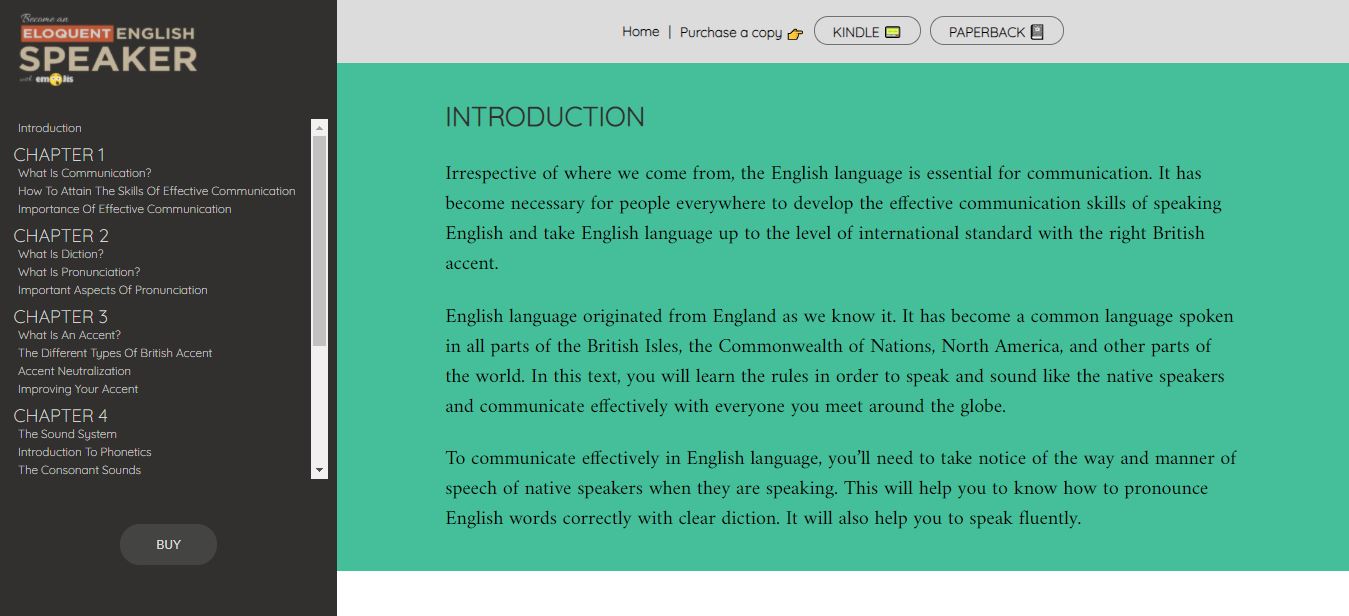 Become an
ELOQUENT ENGLISH
SPEAKER
with emojis
Introduction
CHAPTER 1
What Is Communication?
How To Attain The Skills Of Effective Communication
Importance Of Effective Communication
CHAPTER 2
What Is Diction?
What Is Pronunciation?
Important Aspects Of Pronunciation
CHAPTER 3
What Is An Accent?
The Different Types Of British Accent
Accent Neutralization
Improving Your Accent
CHAPTER 4
The Sound System
Introduction To Phonetics
The Consonant Sounds
BUY
Home | Purchase a copy 👉 KINDLE 📟 PAPERBACK 📓
INTRODUCTION
Irrespective of where we come from, the English language is essential for communication. It has
become necessary for people everywhere to develop the effective communication skills of speaking
English and take English language up to the level of international standard with the right British
accent.
English language originated from England as we know it. It has become a common language spoken
in all parts of the British Isles, the Commonwealth of Nations, North America, and other parts of
the world. In this text, you will learn the rules in order to speak and sound like the native speakers
and communicate effectively with everyone you meet around the globe.
To communicate effectively in English language, you’ll need to take notice of the way and manner of
speech of native speakers when they are speaking. This will help you to know how to pronounce
English words correctly with clear diction. It will also help you to speak fluently.